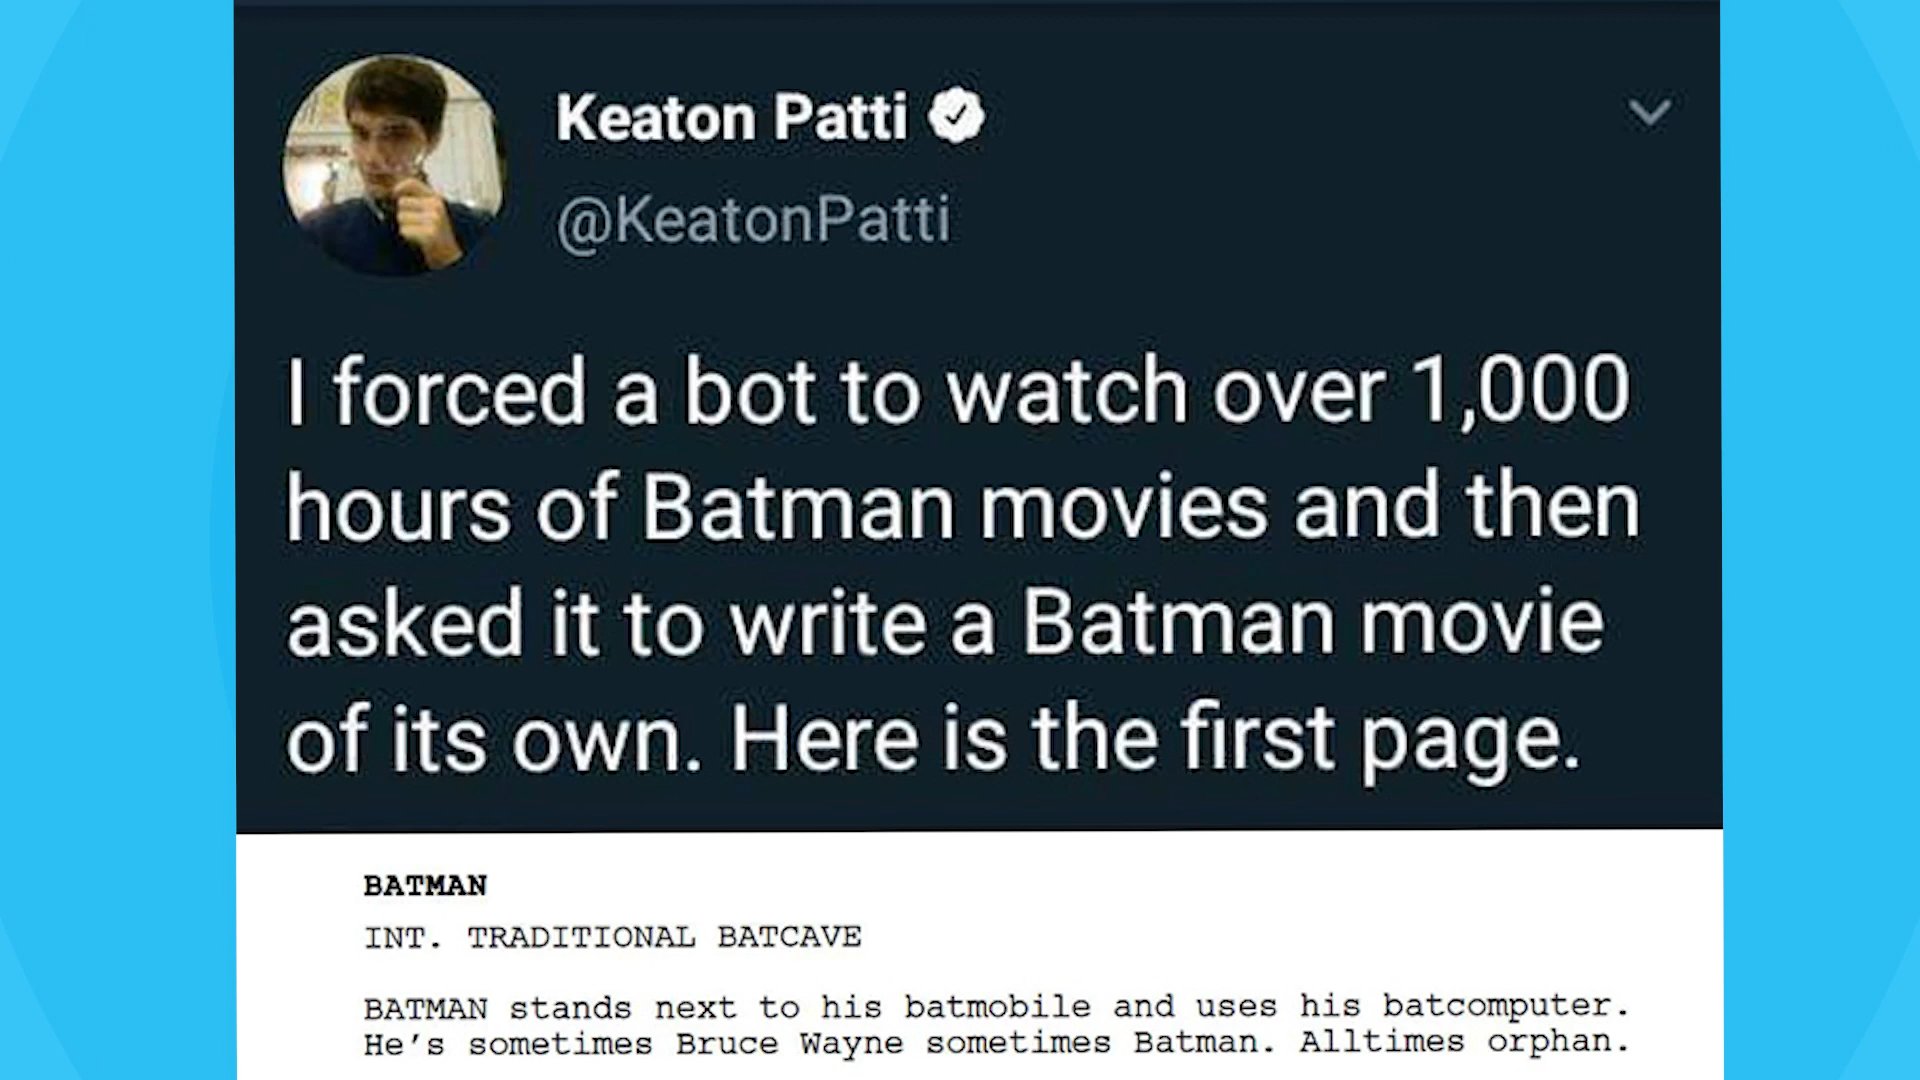 Keaton Patti
@KeatonPatti
I forced a bot to watch over 1,000
hours of Batman movies and then
asked it to write a Batman movie
of its own. Here is the first page.
BATMAN
INT. TRADITIONAL BATCAVE
BATMAN stands next to his batmobile and uses his batcomputer.
He's sometimes Bruce Wayne sometimes Batman. Alltimes orphan.